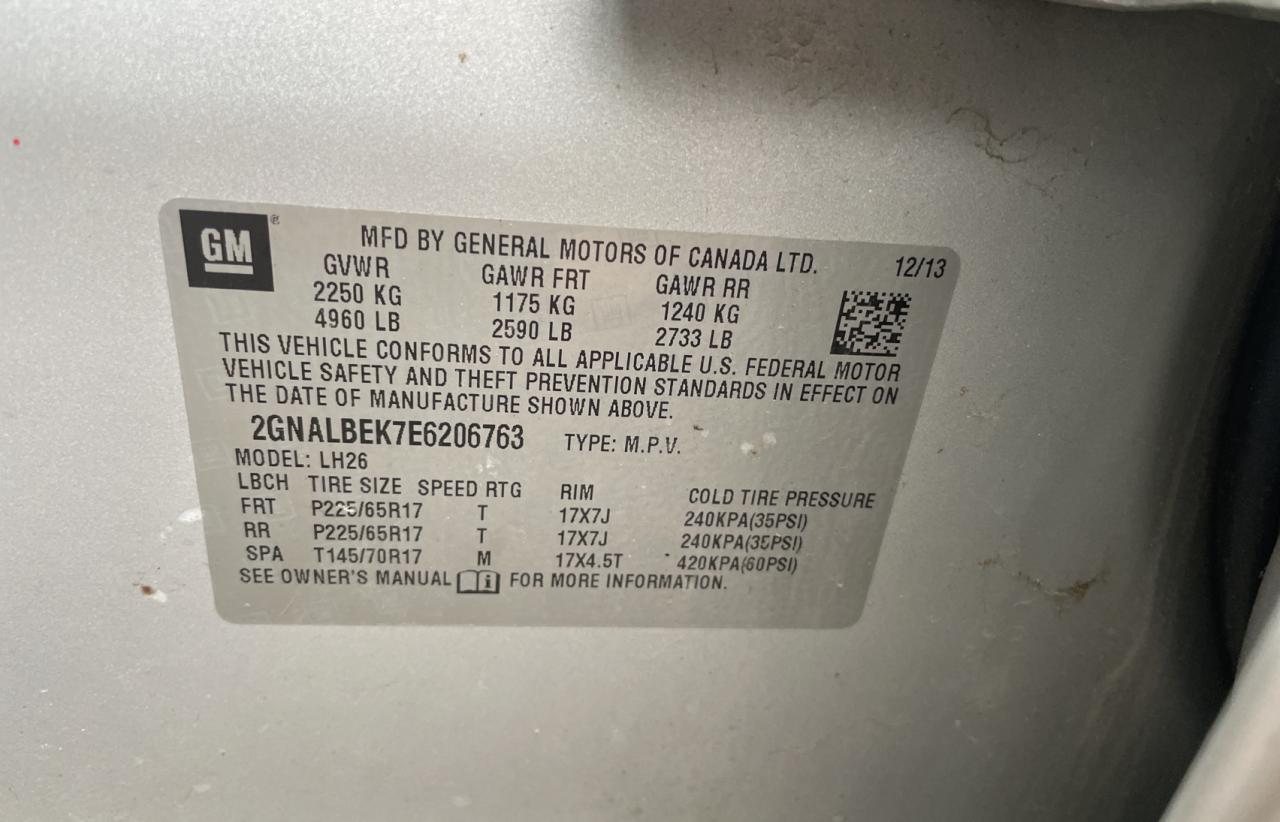 GM ®
MFD BY GENERAL MOTORS OF CANADA LTD. 12/13
GVWR GAWR FRT GAWR RR
2250 KG 1175 KG 1240 KG
4960 LB 2590 LB 2733 LB
THIS VEHICLE CONFORMS TO ALL APPLICABLE U.S. FEDERAL MOTOR
VEHICLE SAFETY AND THEFT PREVENTION STANDARDS IN EFFECT ON
THE DATE OF MANUFACTURE SHOWN ABOVE.
2GNALBEK7E6206763 TYPE: M.P.V.
MODEL: LH26
LBCH TIRE SIZE SPEED RTG RIM COLD TIRE PRESSURE
FRT P225/65R17 T 17X7J 240KPA(35PSI)
RR P225/65R17 T 17X7J 240KPA(35PSI)
SPA T145/70R17 M 17X4.5T 420KPA(60PSI)
SEE OWNER'S MANUAL i FOR MORE INFORMATION.